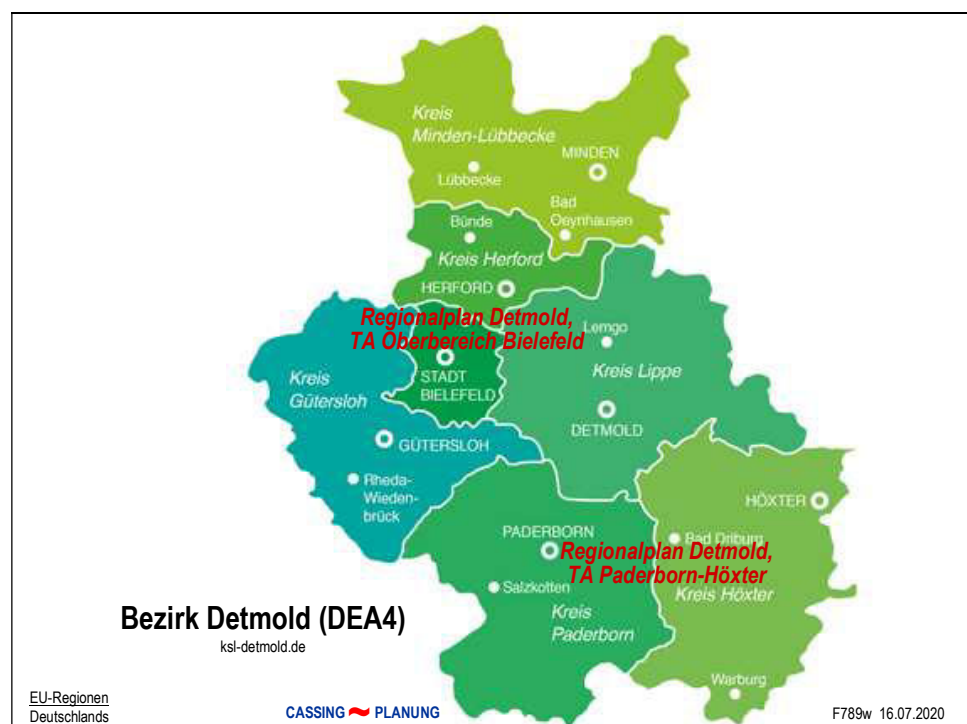 Kreis
Minden-Lübbecke
MINDEN
Lübbecke
Bad
Oeynhausen
Bünde
Kreis Herford
HERFORD
Regionalplan Detmold,
TA Oberbereich Bielefeld
Lemgo
STADT
BIELEFELD
Kreis Lippe
Kreis
Gütersloh
DETMOLD
GÜTERSLOH
Rheda-
Wieden-
brück
HÖXTER
PADERBORN
Bad Driburg
Regionalplan Detmold,
TA Paderborn-Höxter
Salzkotten
Kreis Höxter
Kreis
Paderborn
Bezirk Detmold (DEA4)
ksl-detmold.de
Warburg
EU-Regionen
Deutschlands
CASSING PLANUNG
F789w 16.07.2020